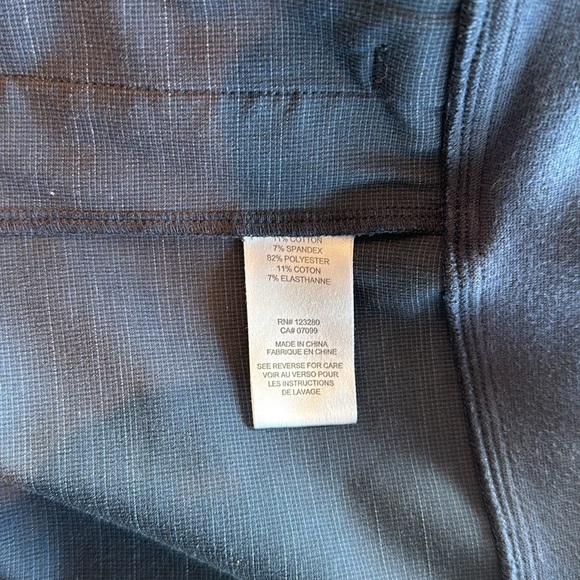 11% COTTON
7% SPANDEX
82% POLYESTER
11% COTON
7% ELASTHANNE
RN# 123280
CA# 07099
MADE IN CHINA
FABRIQUE EN CHINE
SEE REVERSE FOR CARE
VOIR AU VERSO POUR
LES INSTRUCTIONS
DE LAVAGE